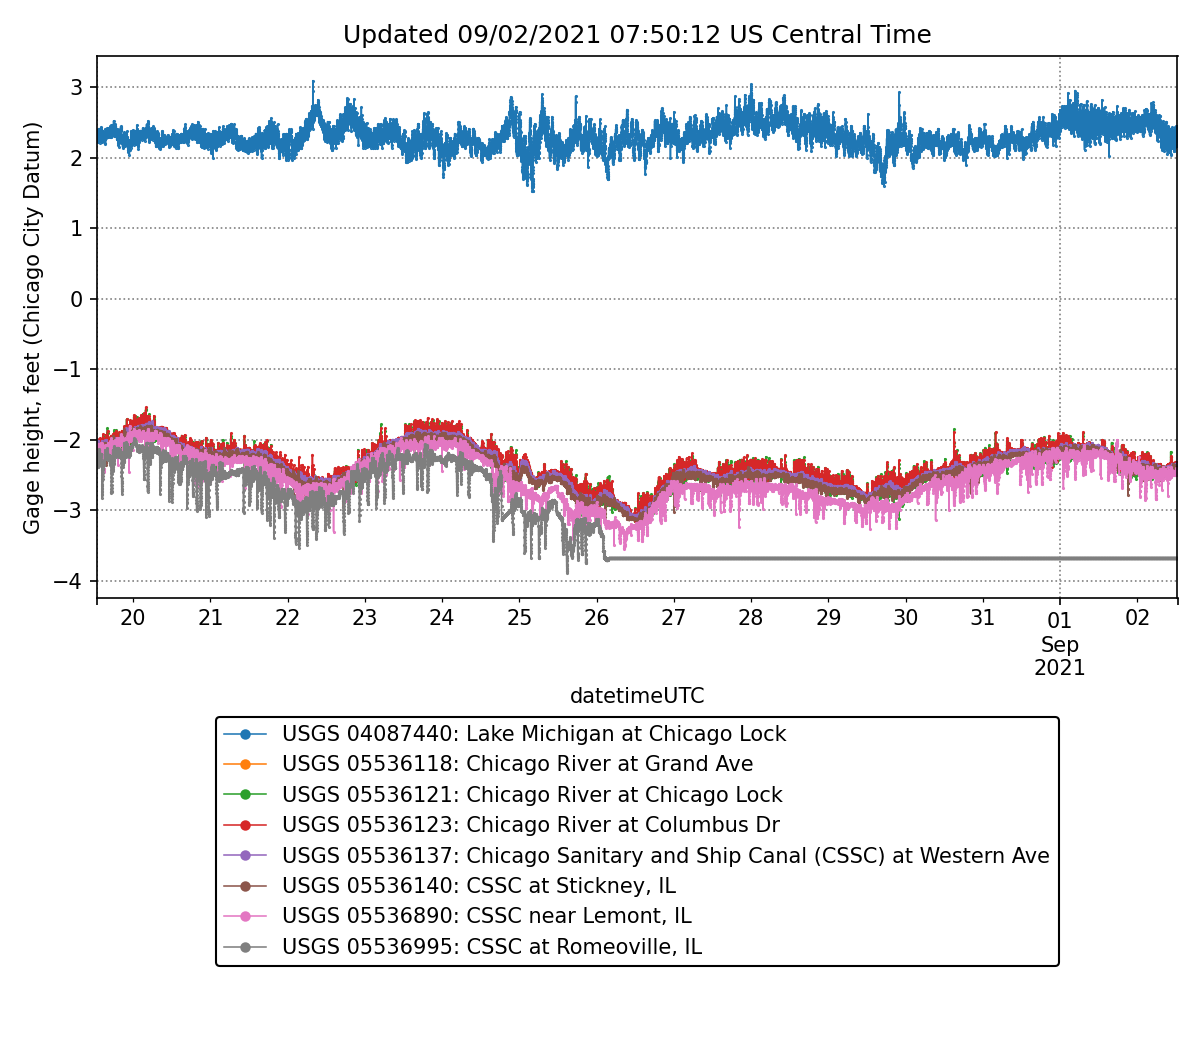 Updated 09/02/2021 07:50:12 US Central Time
Gage height, feet (Chicago City Datum)
3
2
1
0
−1
−2
−3
−4
20 21 22 23 24 25 26 27 28 29 30 31 01 02
Sep
2021
datetimeUTC
USGS 04087440: Lake Michigan at Chicago Lock
USGS 05536118: Chicago River at Grand Ave
USGS 05536121: Chicago River at Chicago Lock
USGS 05536123: Chicago River at Columbus Dr
USGS 05536137: Chicago Sanitary and Ship Canal (CSSC) at Western Ave
USGS 05536140: CSSC at Stickney, IL
USGS 05536890: CSSC near Lemont, IL
USGS 05536995: CSSC at Romeoville, IL